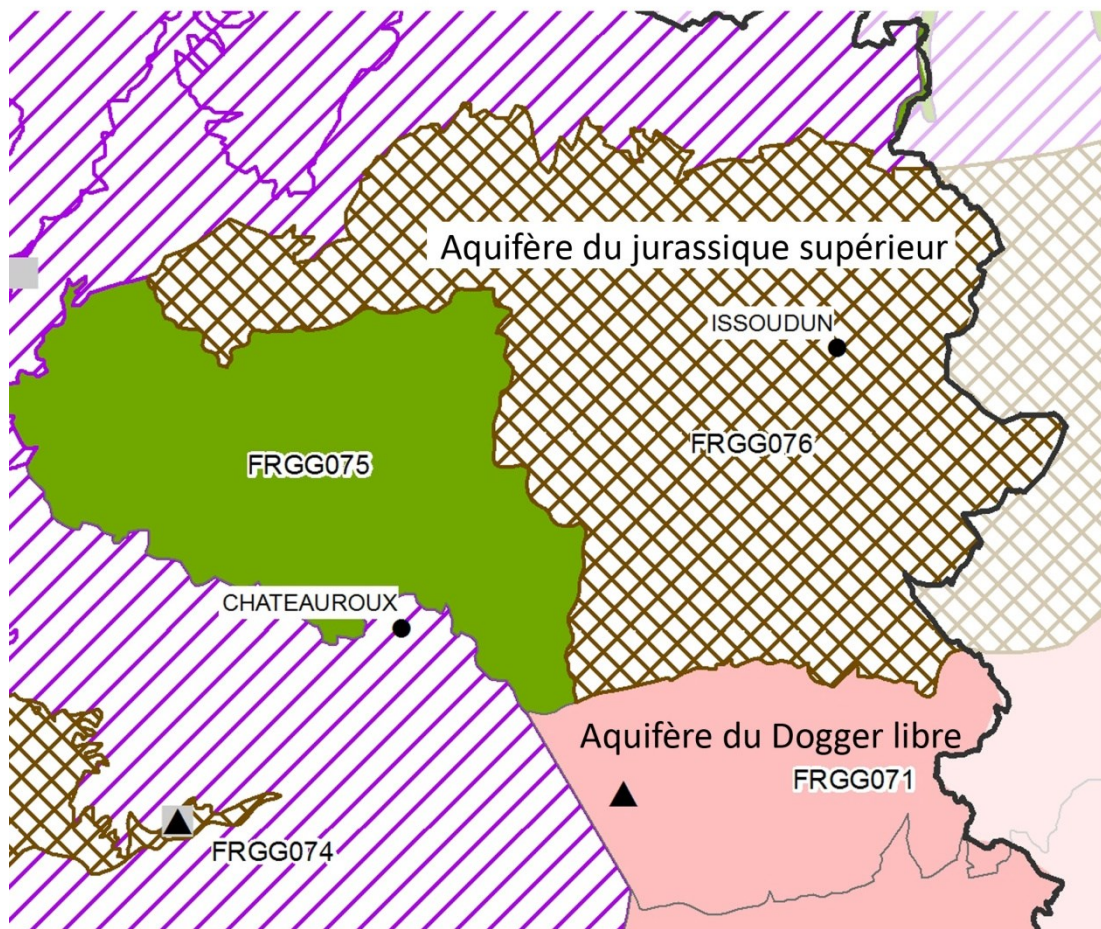 Aquifère du jurassique supérieur
ISSOUDUN
FRGG076
FRGG075
CHATEAUROUX
Aquifère du Dogger libre
FRGG071
FRGG074